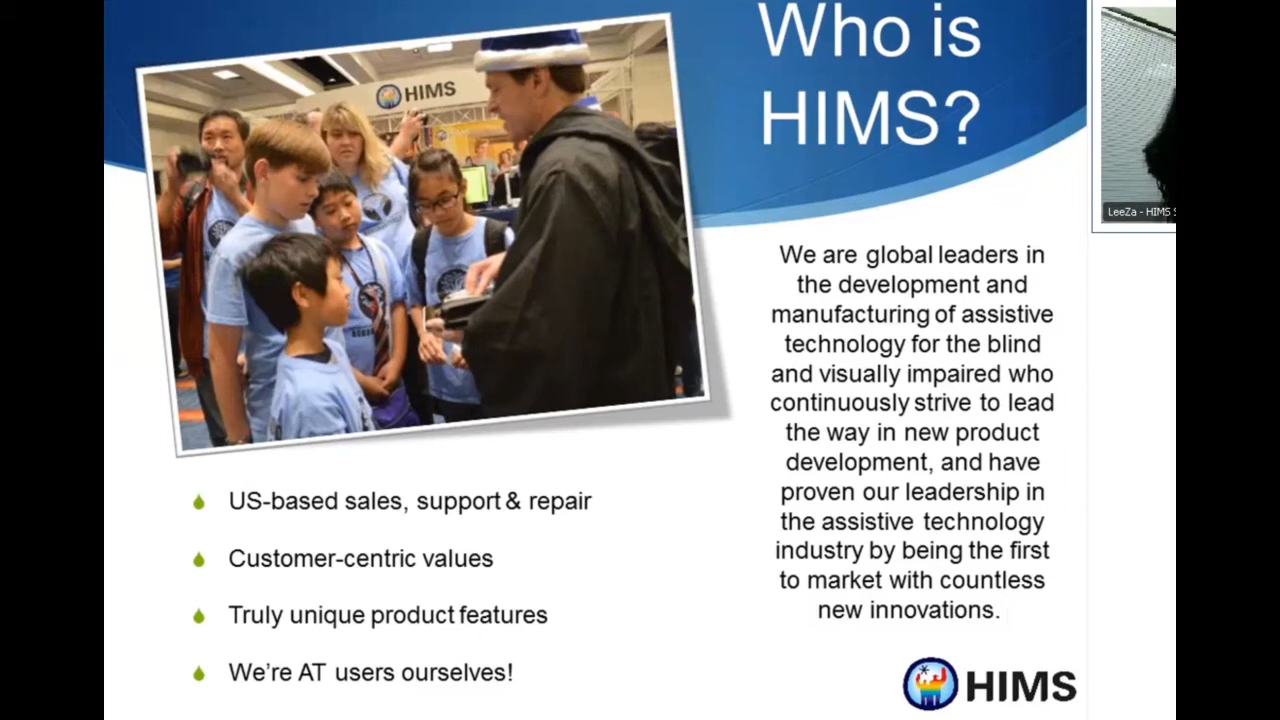 Who is
HIMS?
HIMS
LeeZa - HIMS
We are global leaders in
the development and
manufacturing of assistive
technology for the blind
and visually impaired who
continuously strive to lead
the way in new product
development, and have
proven our leadership in
the assistive technology
industry by being the first
to market with countless
new innovations.
US-based sales, support & repair
Customer-centric values
Truly unique product features
We're AT users ourselves!
HIMS